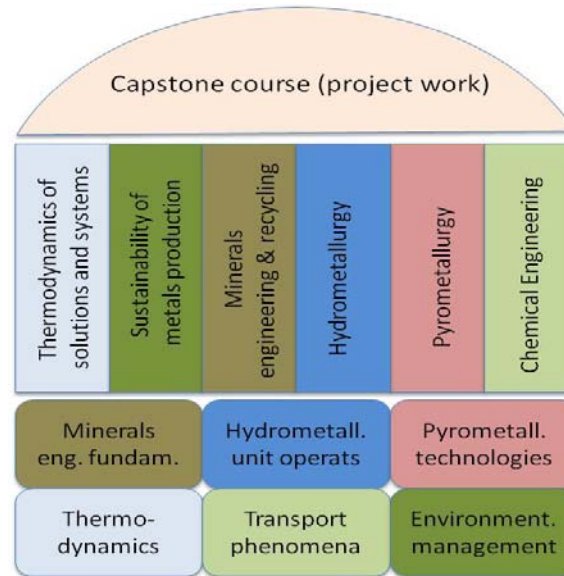 Capstone course (project work)
Thermodynamics of
solutions and systems
Sustainability of
metals production
Minerals
engineering & recycling
Hydrometallurgy
Pyrometallurgy
Chemical Engineering
Minerals
eng. fundam.
Hydrometall.
unit operats
Pyrometall.
technologies
Thermo-
dynamics
Transport
phenomena
Environment.
management